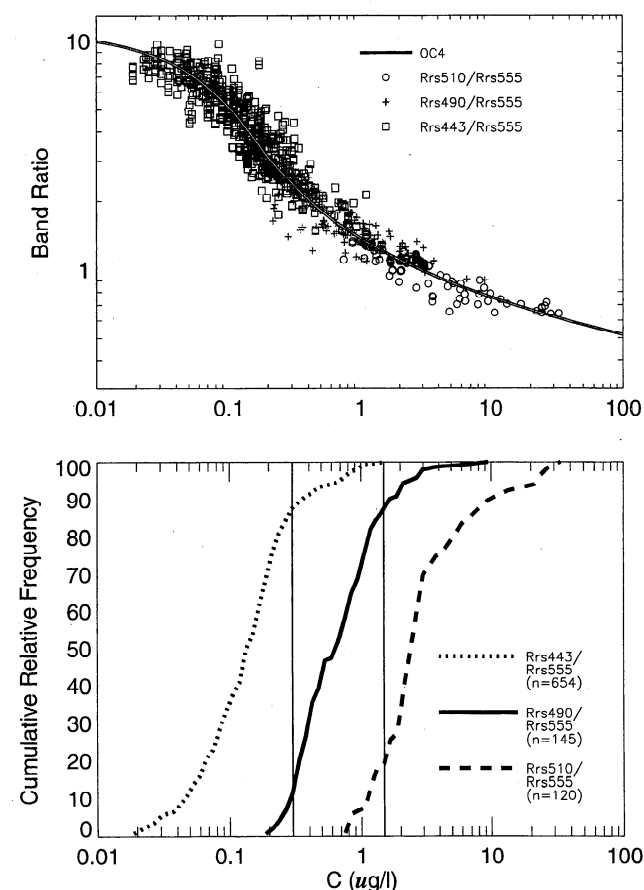 Band Ratio
10
1
OC4
Rrs510/Rrs555
Rrs490/Rrs555
Rrs443/Rrs555
0.01 0.1 1 10 100
Cumulative Relative Frequency
100
90
80
70
60
50
40
30
20
10
0
Rrs443/
Rrs555
(n=654)
Rrs490/
Rrs555
(n=145)
Rrs510/
Rrs555
(n=120)
0.01 0.1 1 10 100
C (ug/l)